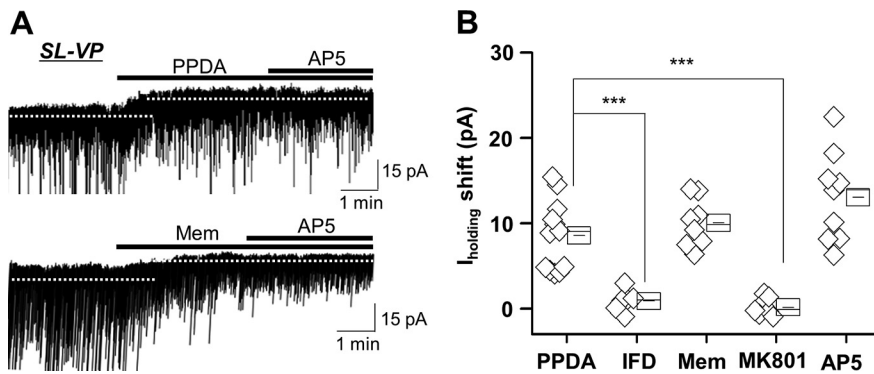 A
SL-VP
PPDA
AP5
15 pA
1 min
Mem
AP5
15 pA
1 min
B
Iholding shift (pA)
30
20
10
0
***
***
PPDA IFD Mem MK801 AP5